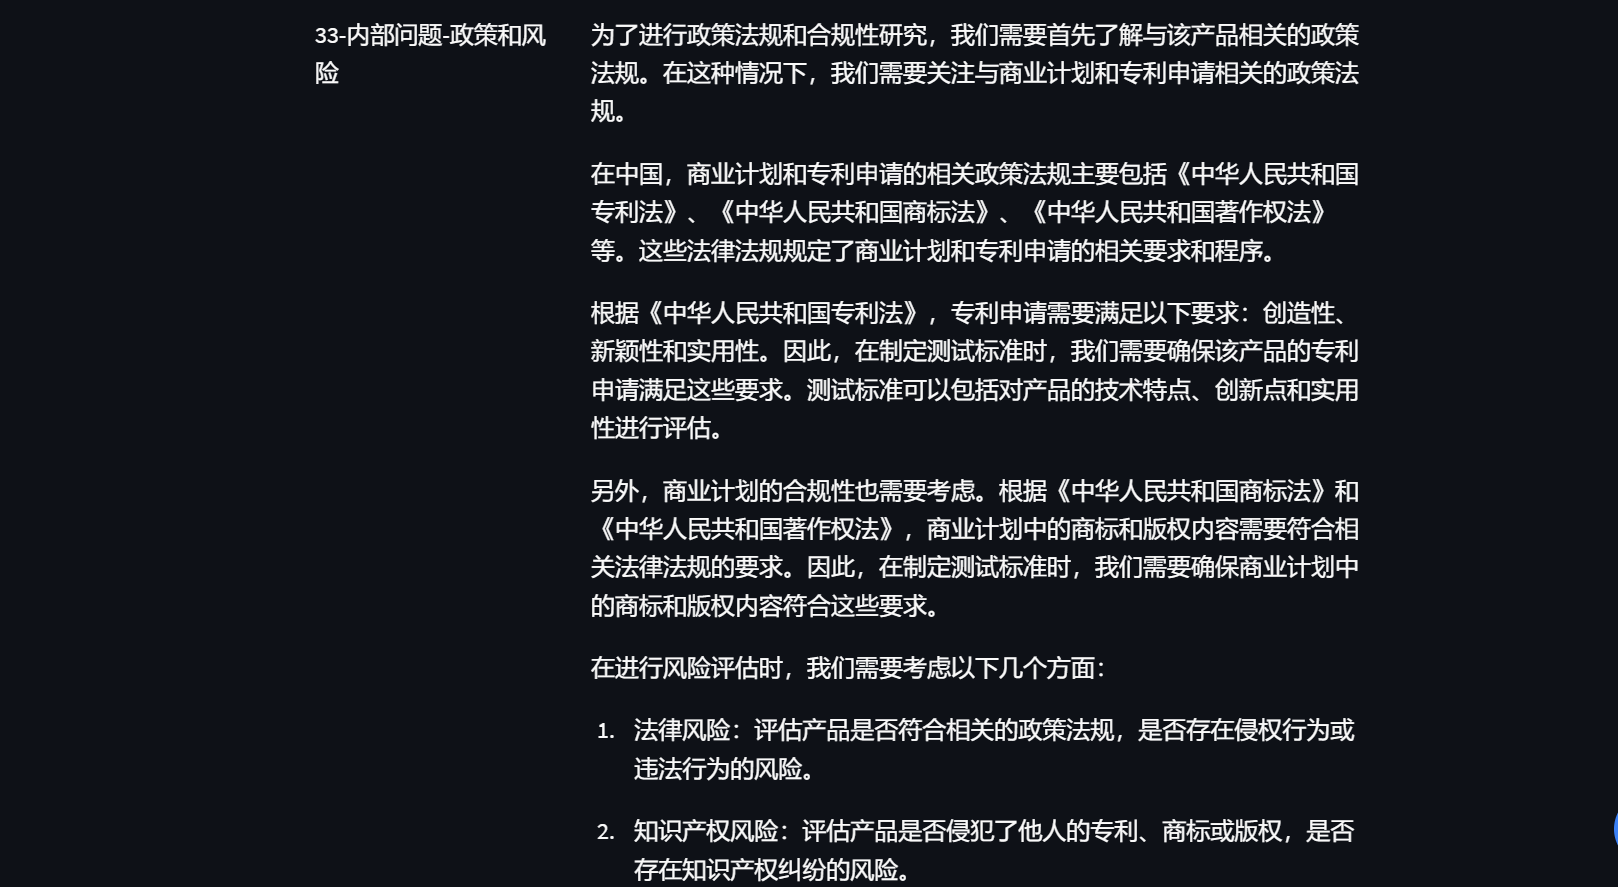 33-内部问题-政策和风
险
为了进行政策法规和合规性研究，我们需要首先了解与该产品相关的政策
法规。在这种情况下，我们需要关注与商业计划和专利申请相关的政策法
规。
在中国，商业计划和专利申请的相关政策法规主要包括《中华人民共和国
专利法》、《中华人民共和国商标法》、《中华人民共和国著作权法》
等。这些法律法规规定了商业计划和专利申请的相关要求和程序。
根据《中华人民共和国专利法》，专利申请需要满足以下要求：创造性、
新颖性和实用性。因此，在制定测试标准时，我们需要确保该产品的专利
申请满足这些要求。测试标准可以包括对产品的技术特点、创新点和实用
性进行评估。
另外，商业计划的合规性也需要考虑。根据《中华人民共和国商标法》和
《中华人民共和国著作权法》，商业计划中的商标和版权内容需要符合相
关法律法规的要求。因此，在制定测试标准时，我们需要确保商业计划中
的商标和版权内容符合这些要求。
在进行风险评估时，我们需要考虑以下几个方面：
1. 法律风险：评估产品是否符合相关的政策法规，是否存在侵权行为或
违法行为的风险。
2. 知识产权风险：评估产品是否侵犯了他人的专利、商标或版权，是否
存在知识产权纠纷的风险。